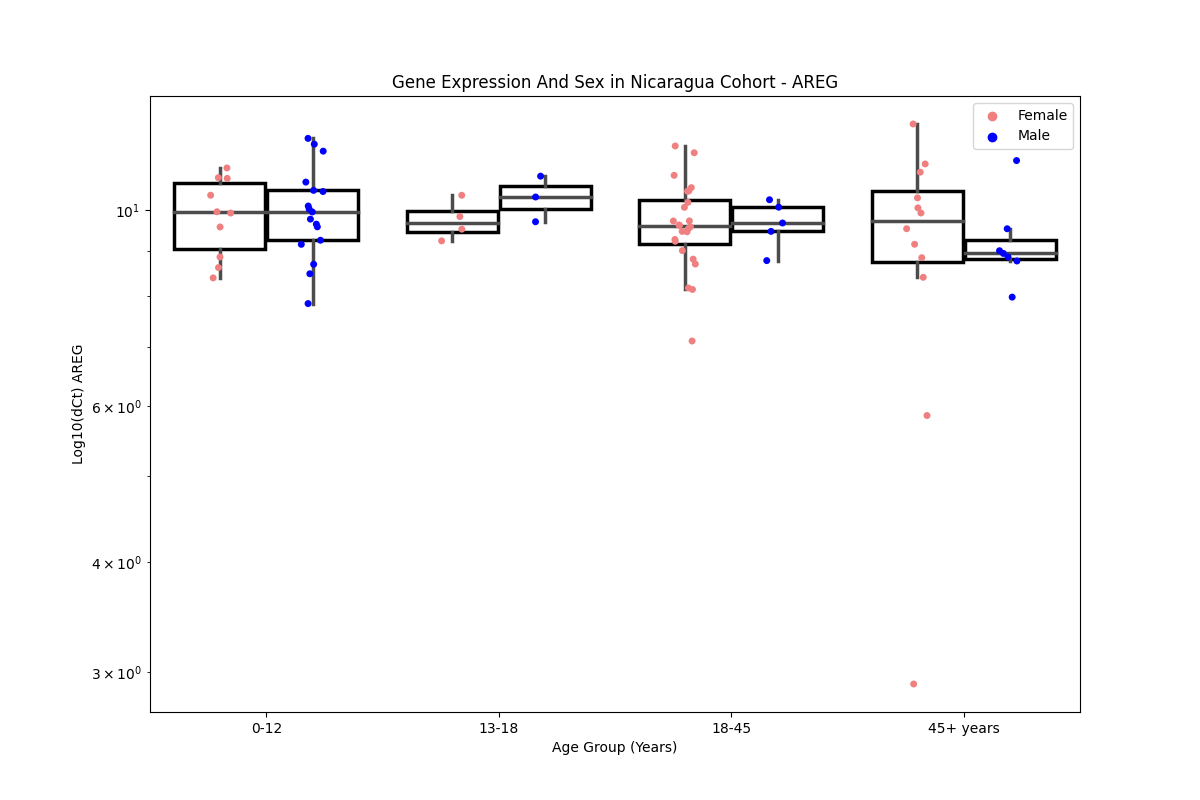 Gene Expression And Sex in Nicaragua Cohort - AREG
Female
Male
Log10(dCt) AREG
10¹
6 × 10⁰
4 × 10⁰
3 × 10⁰
0-12
13-18
18-45
45+ years
Age Group (Years)